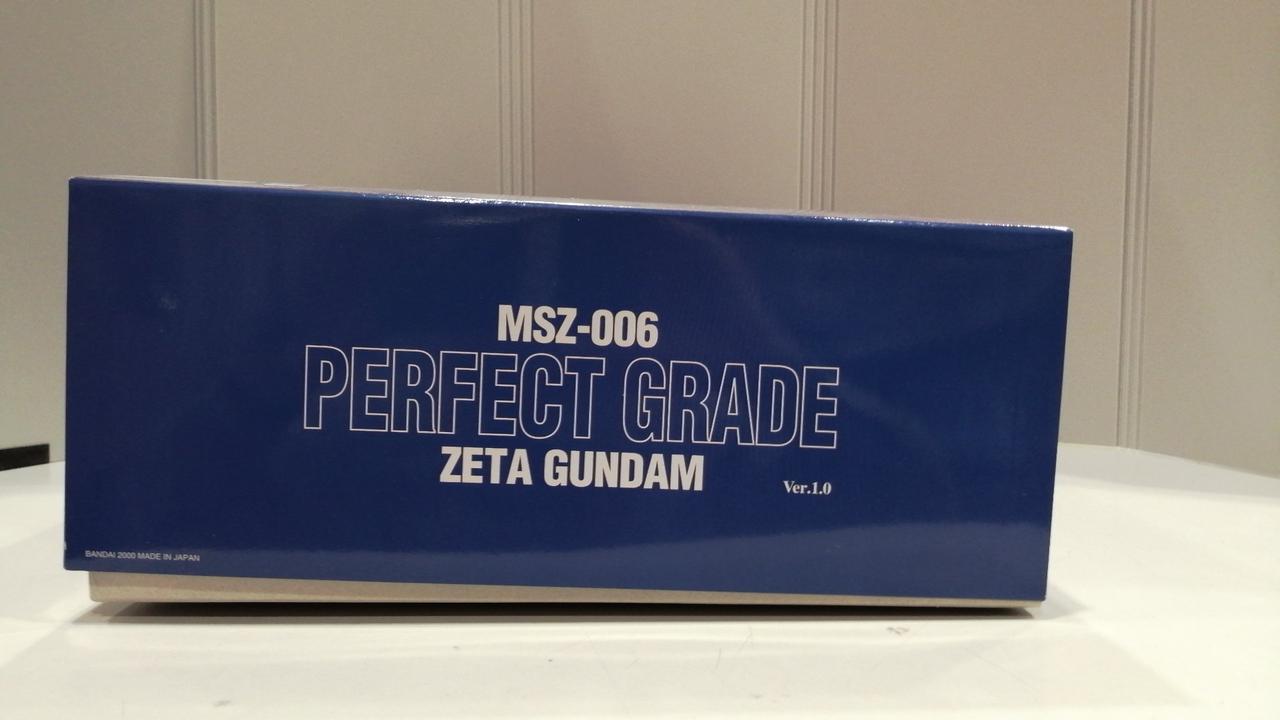 MSZ-006
PERFECT GRADE
ZETA GUNDAM
Ver.1.0
BANDAI 2000 MADE IN JAPAN